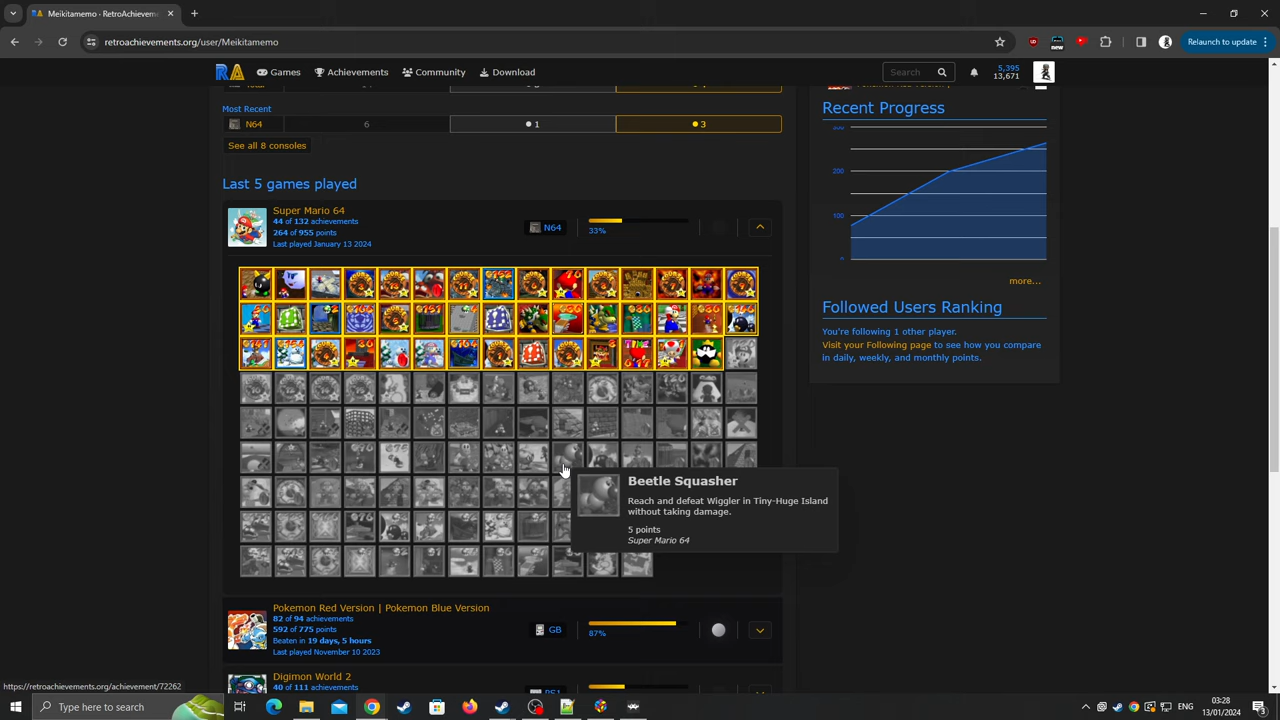 Meikitamemo - RetroAchievements
retroachievements.org/user/Meikitamemo
new
Relaunch to update
RA Games Achievements Community Download
Search
5,395
13,671
Most Recent
N64 6 1 3
See all 8 consoles
Last 5 games played
Super Mario 64
44 of 132 achievements
264 of 955 points
Last played January 13 2024
N64
33%
Beetle Squasher
Reach and defeat Wiggler in Tiny-Huge Island
without taking damage.
5 points
Super Mario 64
Pokemon Red Version | Pokemon Blue Version
82 of 94 achievements
592 of 775 points
Beaten in 19 days, 5 hours
Last played November 10 2023
GB
87%
Digimon World 2
40 of 111 achievements
PS1
Recent Progress
200
100
more...
Followed Users Ranking
You're following 1 other player.
Visit your Following page to see how you compare
in daily, weekly, and monthly points.
https://retroachievements.org/achievement/72262
Type here to search
ENG
03:28
13/01/2024